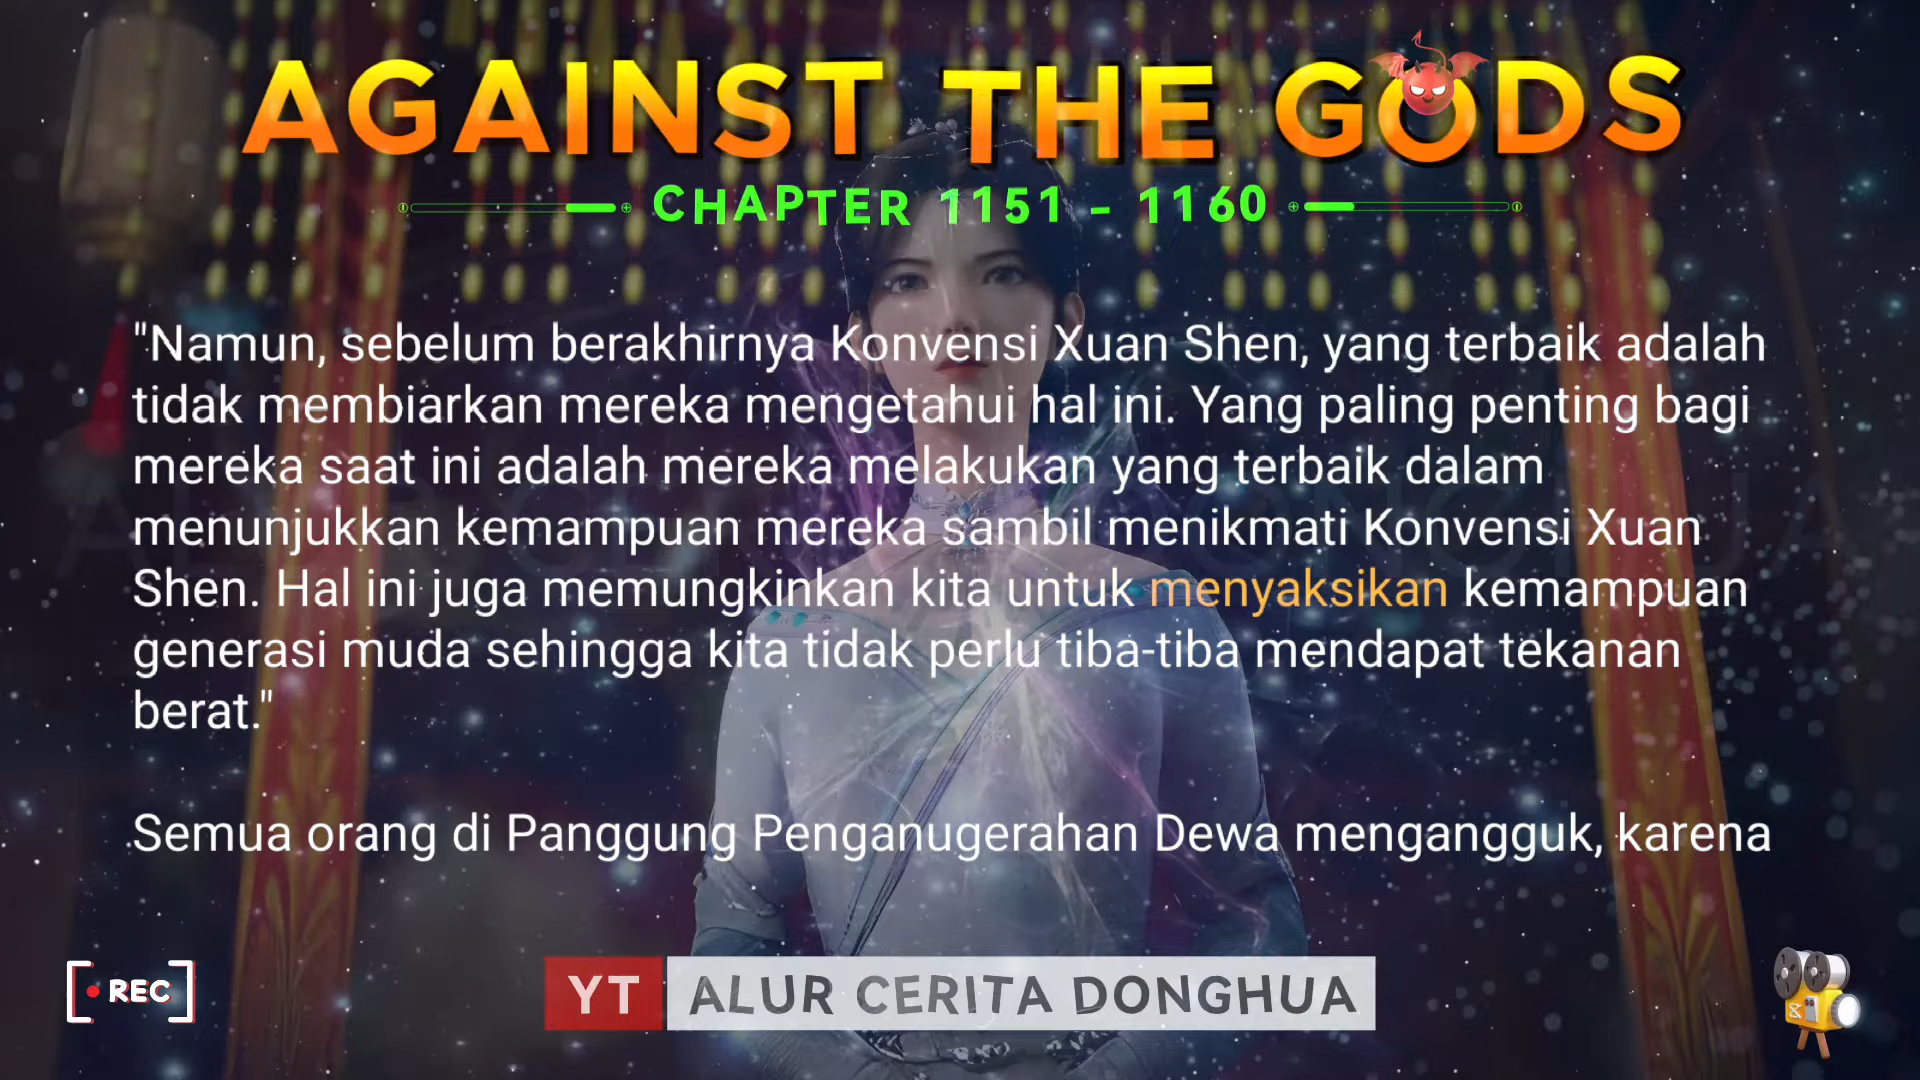 AGAINST THE GODS
CHAPTER 1151 - 1160
"Namun, sebelum berakhirnya Konvensi Xuan Shen, yang terbaik adalah
tidak membiarkan mereka mengetahui hal ini. Yang paling penting bagi
mereka saat ini adalah mereka melakukan yang terbaik dalam
menunjukkan kemampuan mereka sambil menikmati Konvensi Xuan
Shen. Hal ini juga memungkinkan kita untuk menyaksikan kemampuan
generasi muda sehingga kita tidak perlu tiba-tiba mendapat tekanan
berat."
Semua orang di Panggung Penganugerahan Dewa mengangguk, karena
REC
YT ALUR CERITA DONGHUA